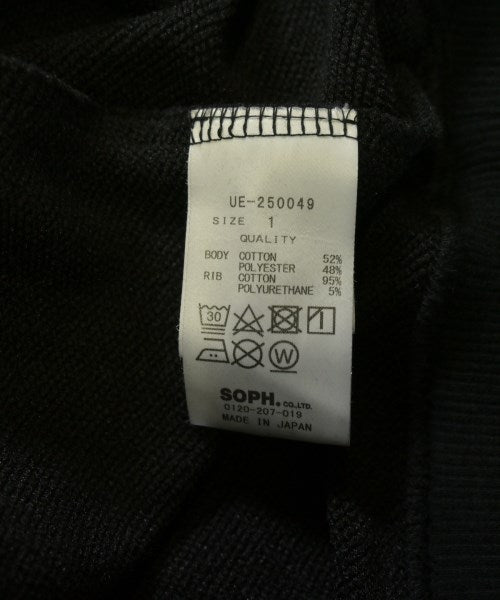 UE-250049
SIZE 1
QUALITY
BODY COTTON 52%
POLYESTER 48%
RIB COTTON 95%
POLYURETHANE 5%
30
W
SOPH.CO.,LTD.
0120-207-019
MADE IN JAPAN